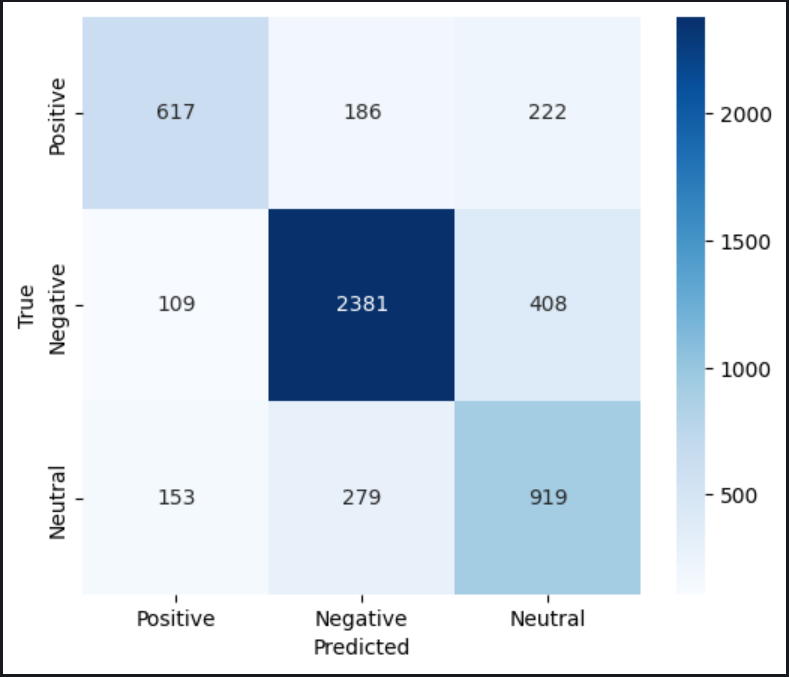 Positive
617 186 222
2000
1500
True
Negative
109 2381 408
1000
Neutral
153 279 919
500
Positive Negative Neutral
Predicted